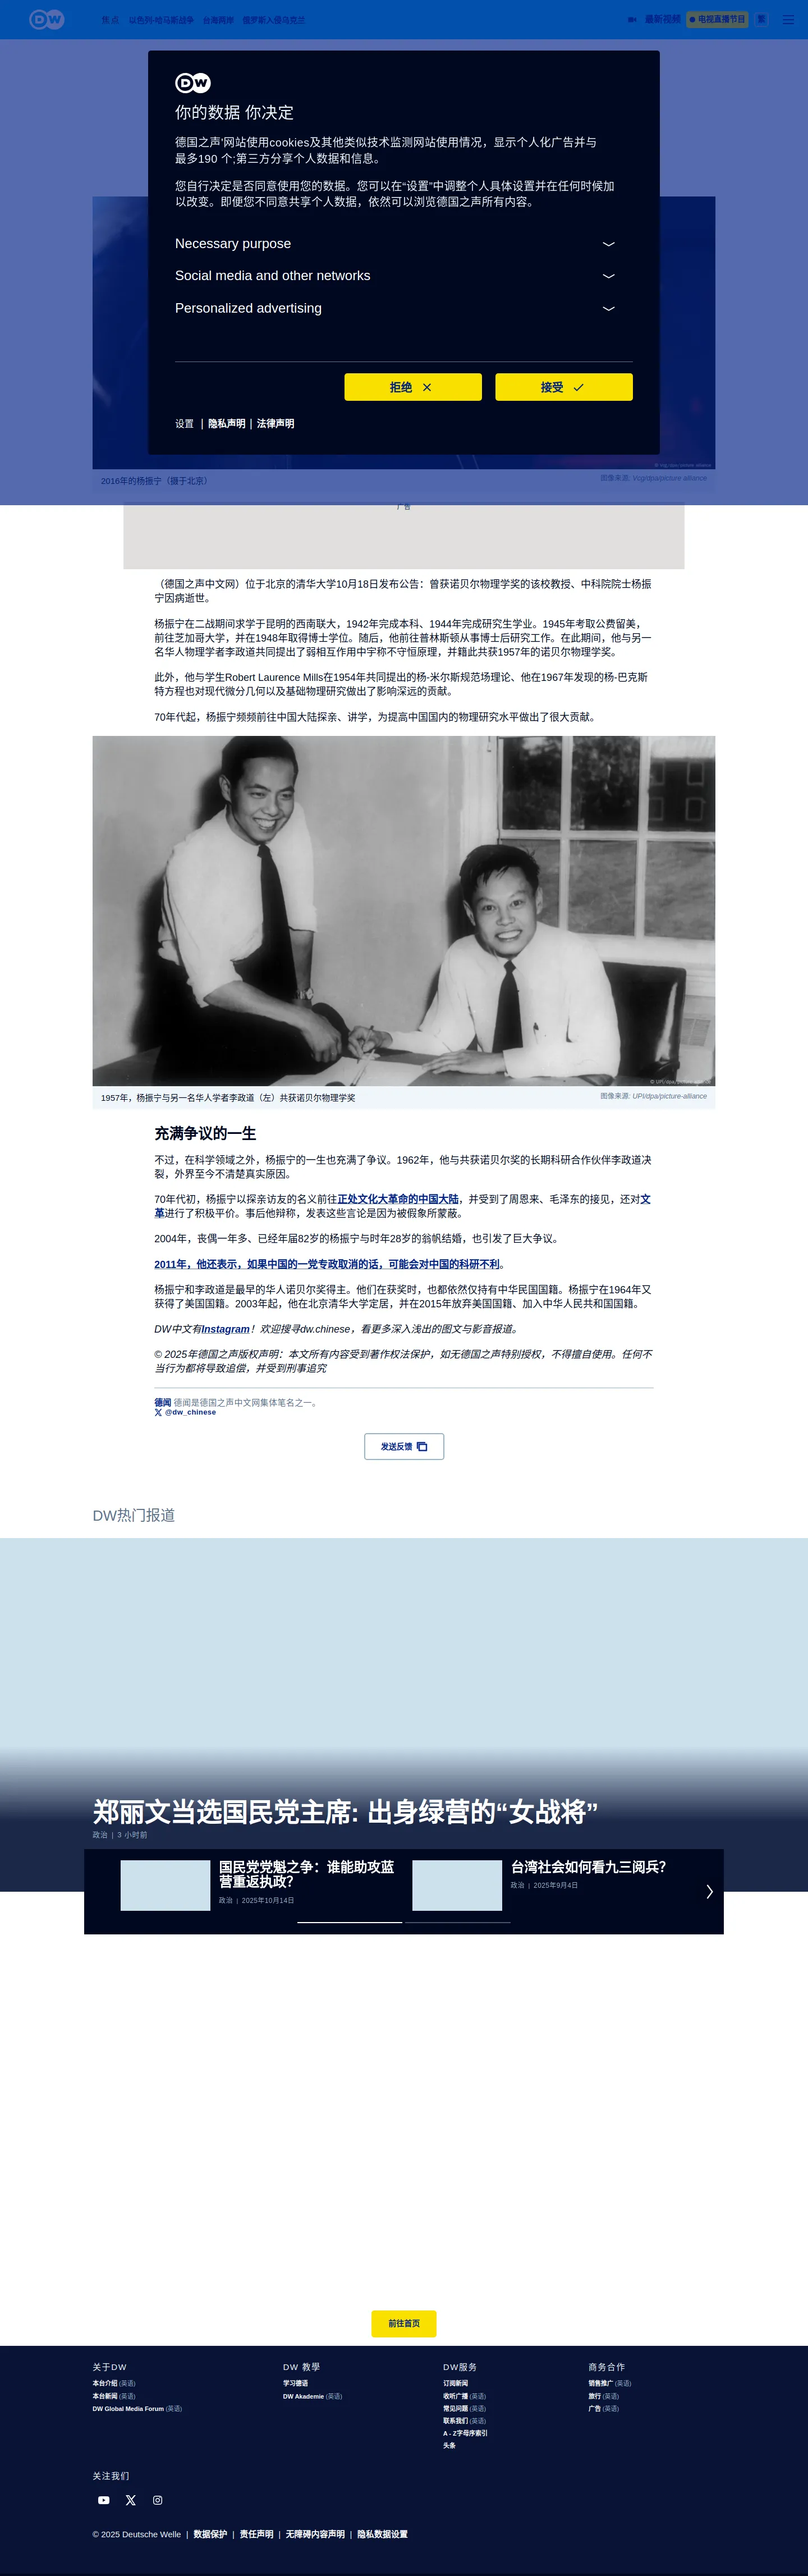 DW
焦点
以色列-哈马斯战争
台海两岸
俄罗斯入侵乌克兰
最新视频
电视直播节目
繁
DW
你的数据 你决定
德国之声'网站使用cookies及其他类似技术监测网站使用情况，显示个人化广告并与
最多190 个;第三方分享个人数据和信息。
您自行决定是否同意使用您的数据。您可以在“设置”中调整个人具体设置并在任何时候加
以改变。即便您不同意共享个人数据，依然可以浏览德国之声所有内容。
Necessary purpose
Social media and other networks
Personalized advertising
拒绝
接受
设置 | 隐私声明 | 法律声明
2016年的杨振宁（摄于北京）
图像来源: Vcg/dpa/picture alliance
广告
（德国之声中文网）位于北京的清华大学10月18日发布公告：曾获诺贝尔物理学奖的该校教授、中科院院士杨振
宁因病逝世。
杨振宁在二战期间求学于昆明的西南联大，1942年完成本科、1944年完成研究生学业。1945年考取公费留美，
前往芝加哥大学，并在1948年取得博士学位。随后，他前往普林斯顿从事博士后研究工作。在此期间，他与另一
名华人物理学者李政道共同提出了弱相互作用中宇称不守恒原理，并籍此共获1957年的诺贝尔物理学奖。
此外，他与学生Robert Laurence Mills在1954年共同提出的杨-米尔斯规范场理论、他在1967年发现的杨-巴克斯
特方程也对现代微分几何以及基础物理研究做出了影响深远的贡献。
70年代起，杨振宁频频前往中国大陆探亲、讲学，为提高中国国内的物理研究水平做出了很大贡献。
© UPI/dpa/picture-alliance
1957年，杨振宁与另一名华人学者李政道（左）共获诺贝尔物理学奖
图像来源: UPI/dpa/picture-alliance
充满争议的一生
不过，在科学领域之外，杨振宁的一生也充满了争议。1962年，他与共获诺贝尔奖的长期科研合作伙伴李政道决
裂，外界至今不清楚真实原因。
70年代初，杨振宁以探亲访友的名义前往正处文化大革命的中国大陆，并受到了周恩来、毛泽东的接见，还对文
革进行了积极平价。事后他辩称，发表这些言论是因为被假象所蒙蔽。
2004年，丧偶一年多、已经年届82岁的杨振宁与时年28岁的翁帆结婚，也引发了巨大争议。
2011年，他还表示，如果中国的一党专政取消的话，可能会对中国的科研不利。
杨振宁和李政道是最早的华人诺贝尔奖得主。他们在获奖时，也都依然仅持有中华民国国籍。杨振宁在1964年又
获得了美国国籍。2003年起，他在北京清华大学定居，并在2015年放弃美国国籍、加入中华人民共和国国籍。
DW中文有Instagram！欢迎搜寻dw.chinese，看更多深入浅出的图文与影音报道。
© 2025年德国之声版权声明：本文所有内容受到著作权法保护，如无德国之声特别授权，不得擅自使用。任何不
当行为都将导致追偿，并受到刑事追究
德闻 德闻是德国之声中文网集体笔名之一。
@dw_chinese
发送反馈
DW热门报道
郑丽文当选国民党主席: 出身绿营的“女战将”
政治 | 3 小时前
国民党党魁之争：谁能助攻蓝
营重返执政？
政治 | 2025年10月14日
台湾社会如何看九三阅兵？
政治 | 2025年9月4日
前往首页
关于DW
本台介绍 (英语)
本台新闻 (英语)
DW Global Media Forum (英语)
DW 教學
学习德语
DW Akademie (英语)
DW服务
订阅新闻
收听广播 (英语)
常见问题 (英语)
联系我们 (英语)
A - Z字母序索引
头条
商务合作
销售推广 (英语)
旅行 (英语)
广告 (英语)
关注我们
© 2025 Deutsche Welle | 数据保护 | 责任声明 | 无障碍内容声明 | 隐私数据设置